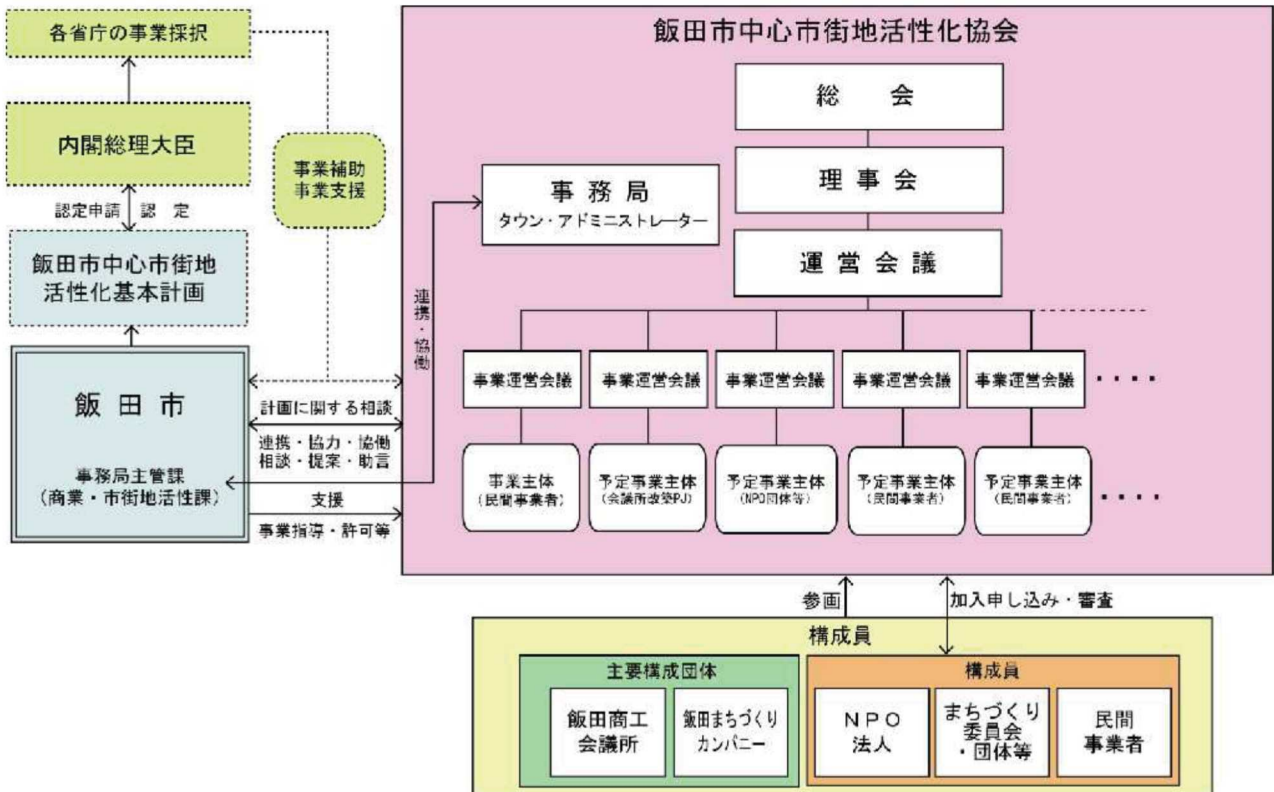 各省庁の事業採択
内閣総理大臣
認定申請 認 定
飯田市中心市街地
活性化基本計画
飯 田 市
事務局主管課
(商業・市街地活性課)
事業補助
事業支援
計画に関する相談
連携・協力・協働
相談・提案・助言
支援
事業指導・許可等
飯田市中心市街地活性化協会
総 会
理 事 会
運 営 会 議
事 務 局
タウン・アドミニストレーター
連携・協働
事業運営会議 事業運営会議 事業運営会議 事業運営会議 事業運営会議 ・・・・
事業主体
(民間事業者)
予定事業主体
(会議所改築PJ)
予定事業主体
(NPO団体等)
予定事業主体
(民間事業者)
予定事業主体
(民間事業者)
・・・・
参画
加入申し込み・審査
構成員
主要構成団体
飯田商工
会議所
飯田まちづくり
カンパニー
構成員
NPO
法人
まちづくり
委員会
・団体等
民間
事業者